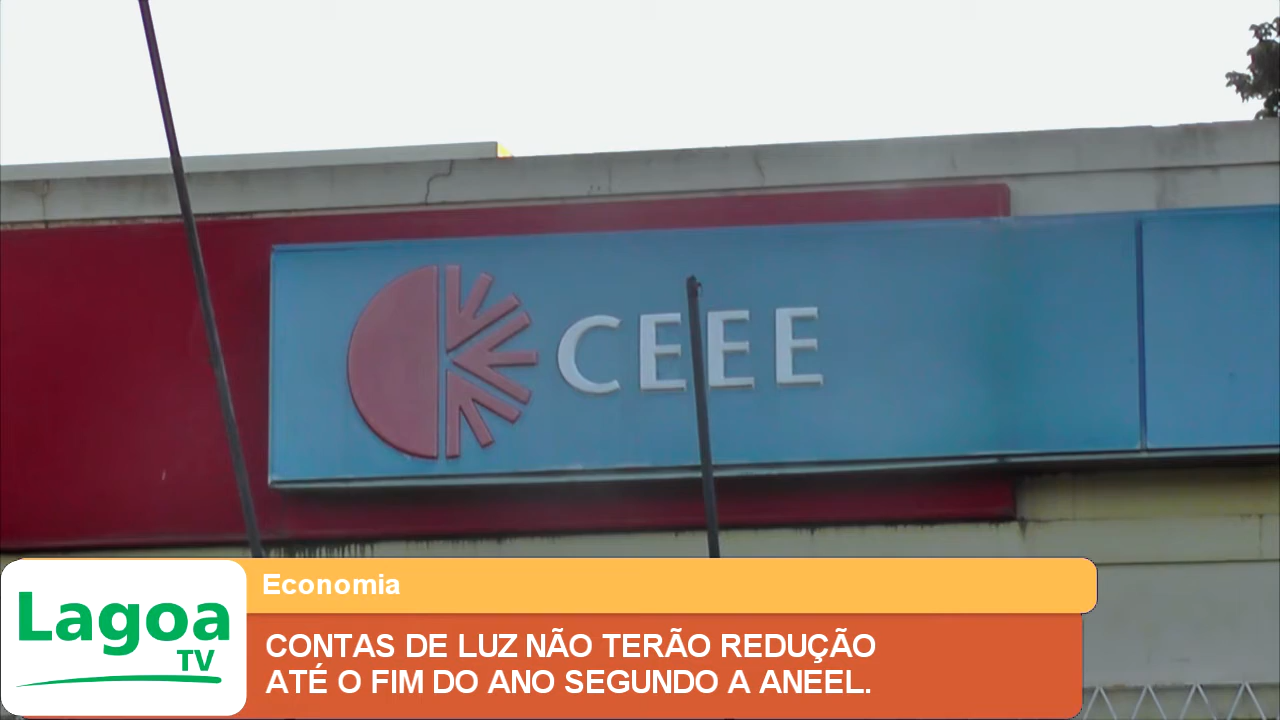 CEEE
Economia
Lagoa
TV
CONTAS DE LUZ NÃO TERÃO REDUÇÃO
ATÉ O FIM DO ANO SEGUNDO A ANEEL.